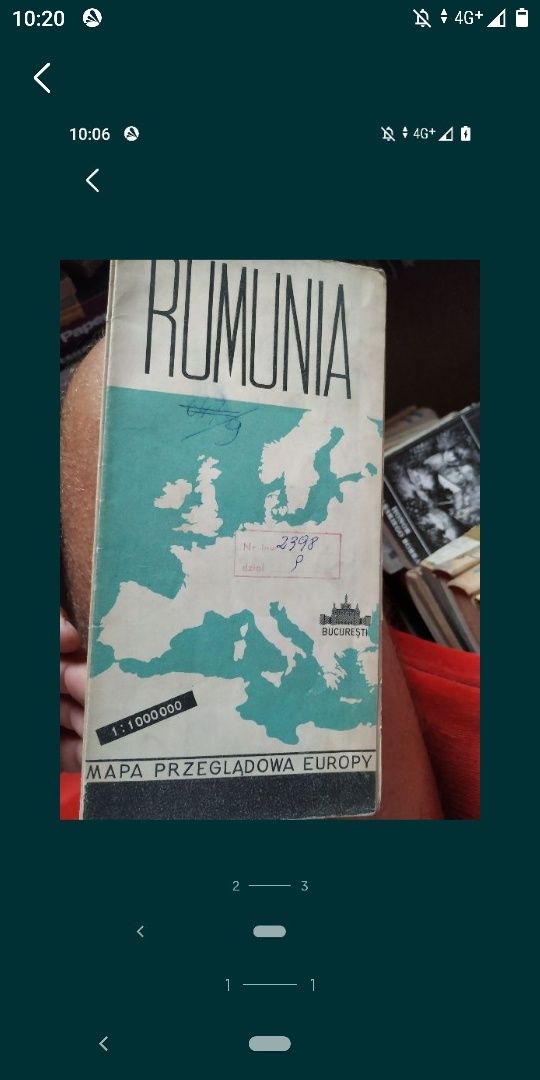 10:20
4G+
10:06
4G+
RUMUNIA
9
Nr inw 2398
dział P
BUCUREȘTI
1:1000000
MAPA PRZEGLĄDOWA EUROPY
2 3
1 1